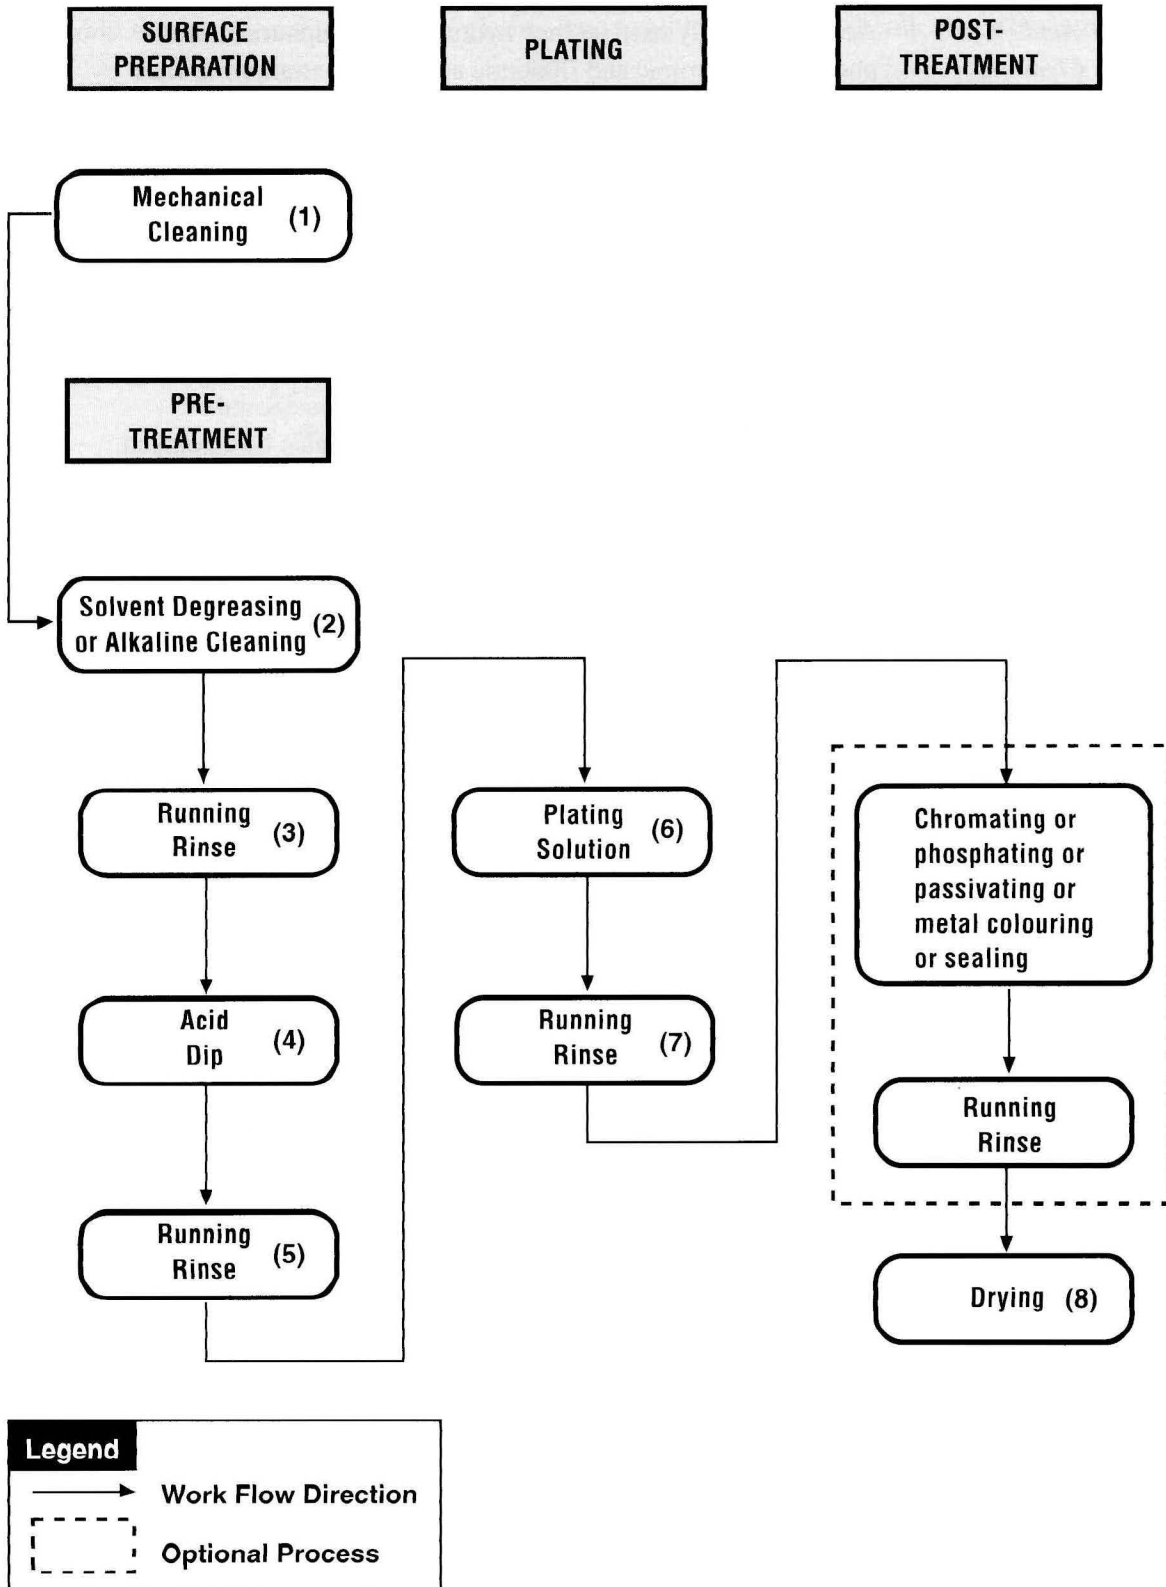 SURFACE
PREPARATION
PLATING
POST-
TREATMENT
Mechanical
Cleaning (1)
PRE-
TREATMENT
Solvent Degreasing
or Alkaline Cleaning (2)
Running
Rinse (3)
Acid
Dip (4)
Running
Rinse (5)
Plating
Solution (6)
Running
Rinse (7)
Chromating or
phosphating or
passivating or
metal colouring
or sealing
Running
Rinse
Drying (8)
Legend
Work Flow Direction
Optional Process